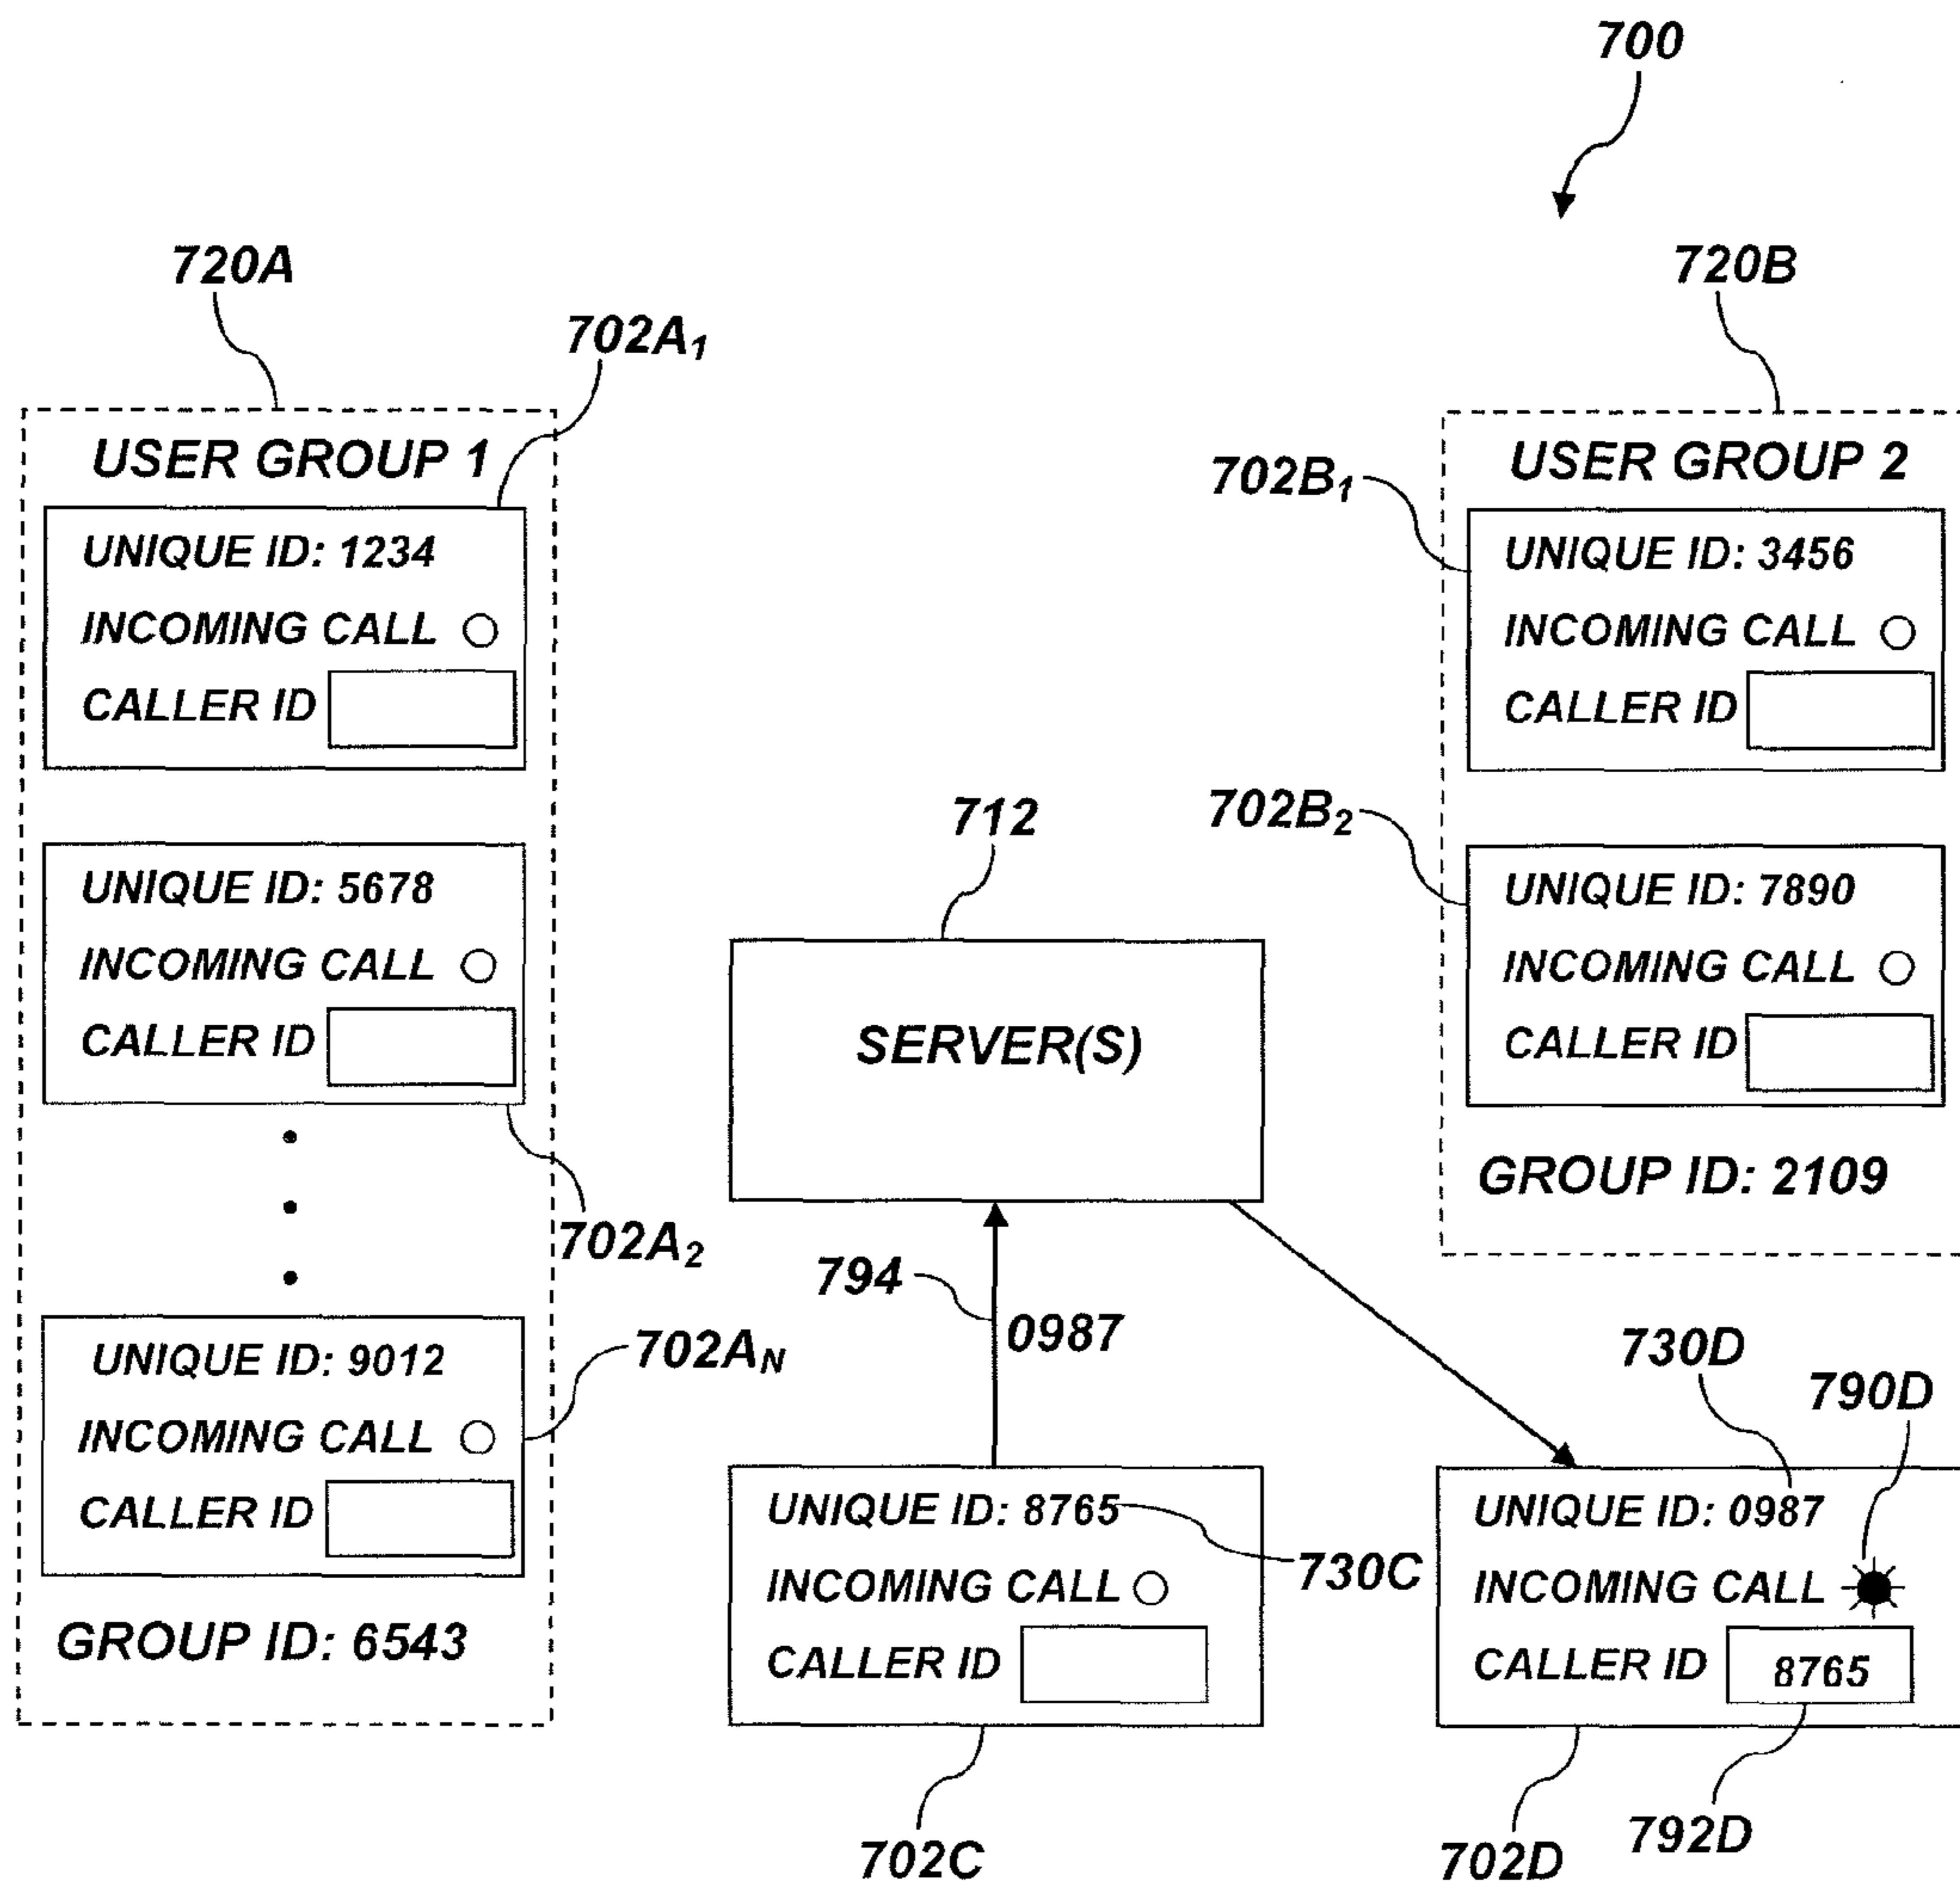 700
720A
702A1
USER GROUP 1
UNIQUE ID: 1234
INCOMING CALL
CALLER ID
UNIQUE ID: 5678
INCOMING CALL
CALLER ID
702A2
UNIQUE ID: 9012
INCOMING CALL
CALLER ID
702AN
GROUP ID: 6543
712
SERVER(S)
794
0987
UNIQUE ID: 8765
INCOMING CALL
CALLER ID
730C
702C
720B
USER GROUP 2
702B1
UNIQUE ID: 3456
INCOMING CALL
CALLER ID
702B2
UNIQUE ID: 7890
INCOMING CALL
CALLER ID
GROUP ID: 2109
730D
790D
UNIQUE ID: 0987
INCOMING CALL
CALLER ID 8765
792D
702D